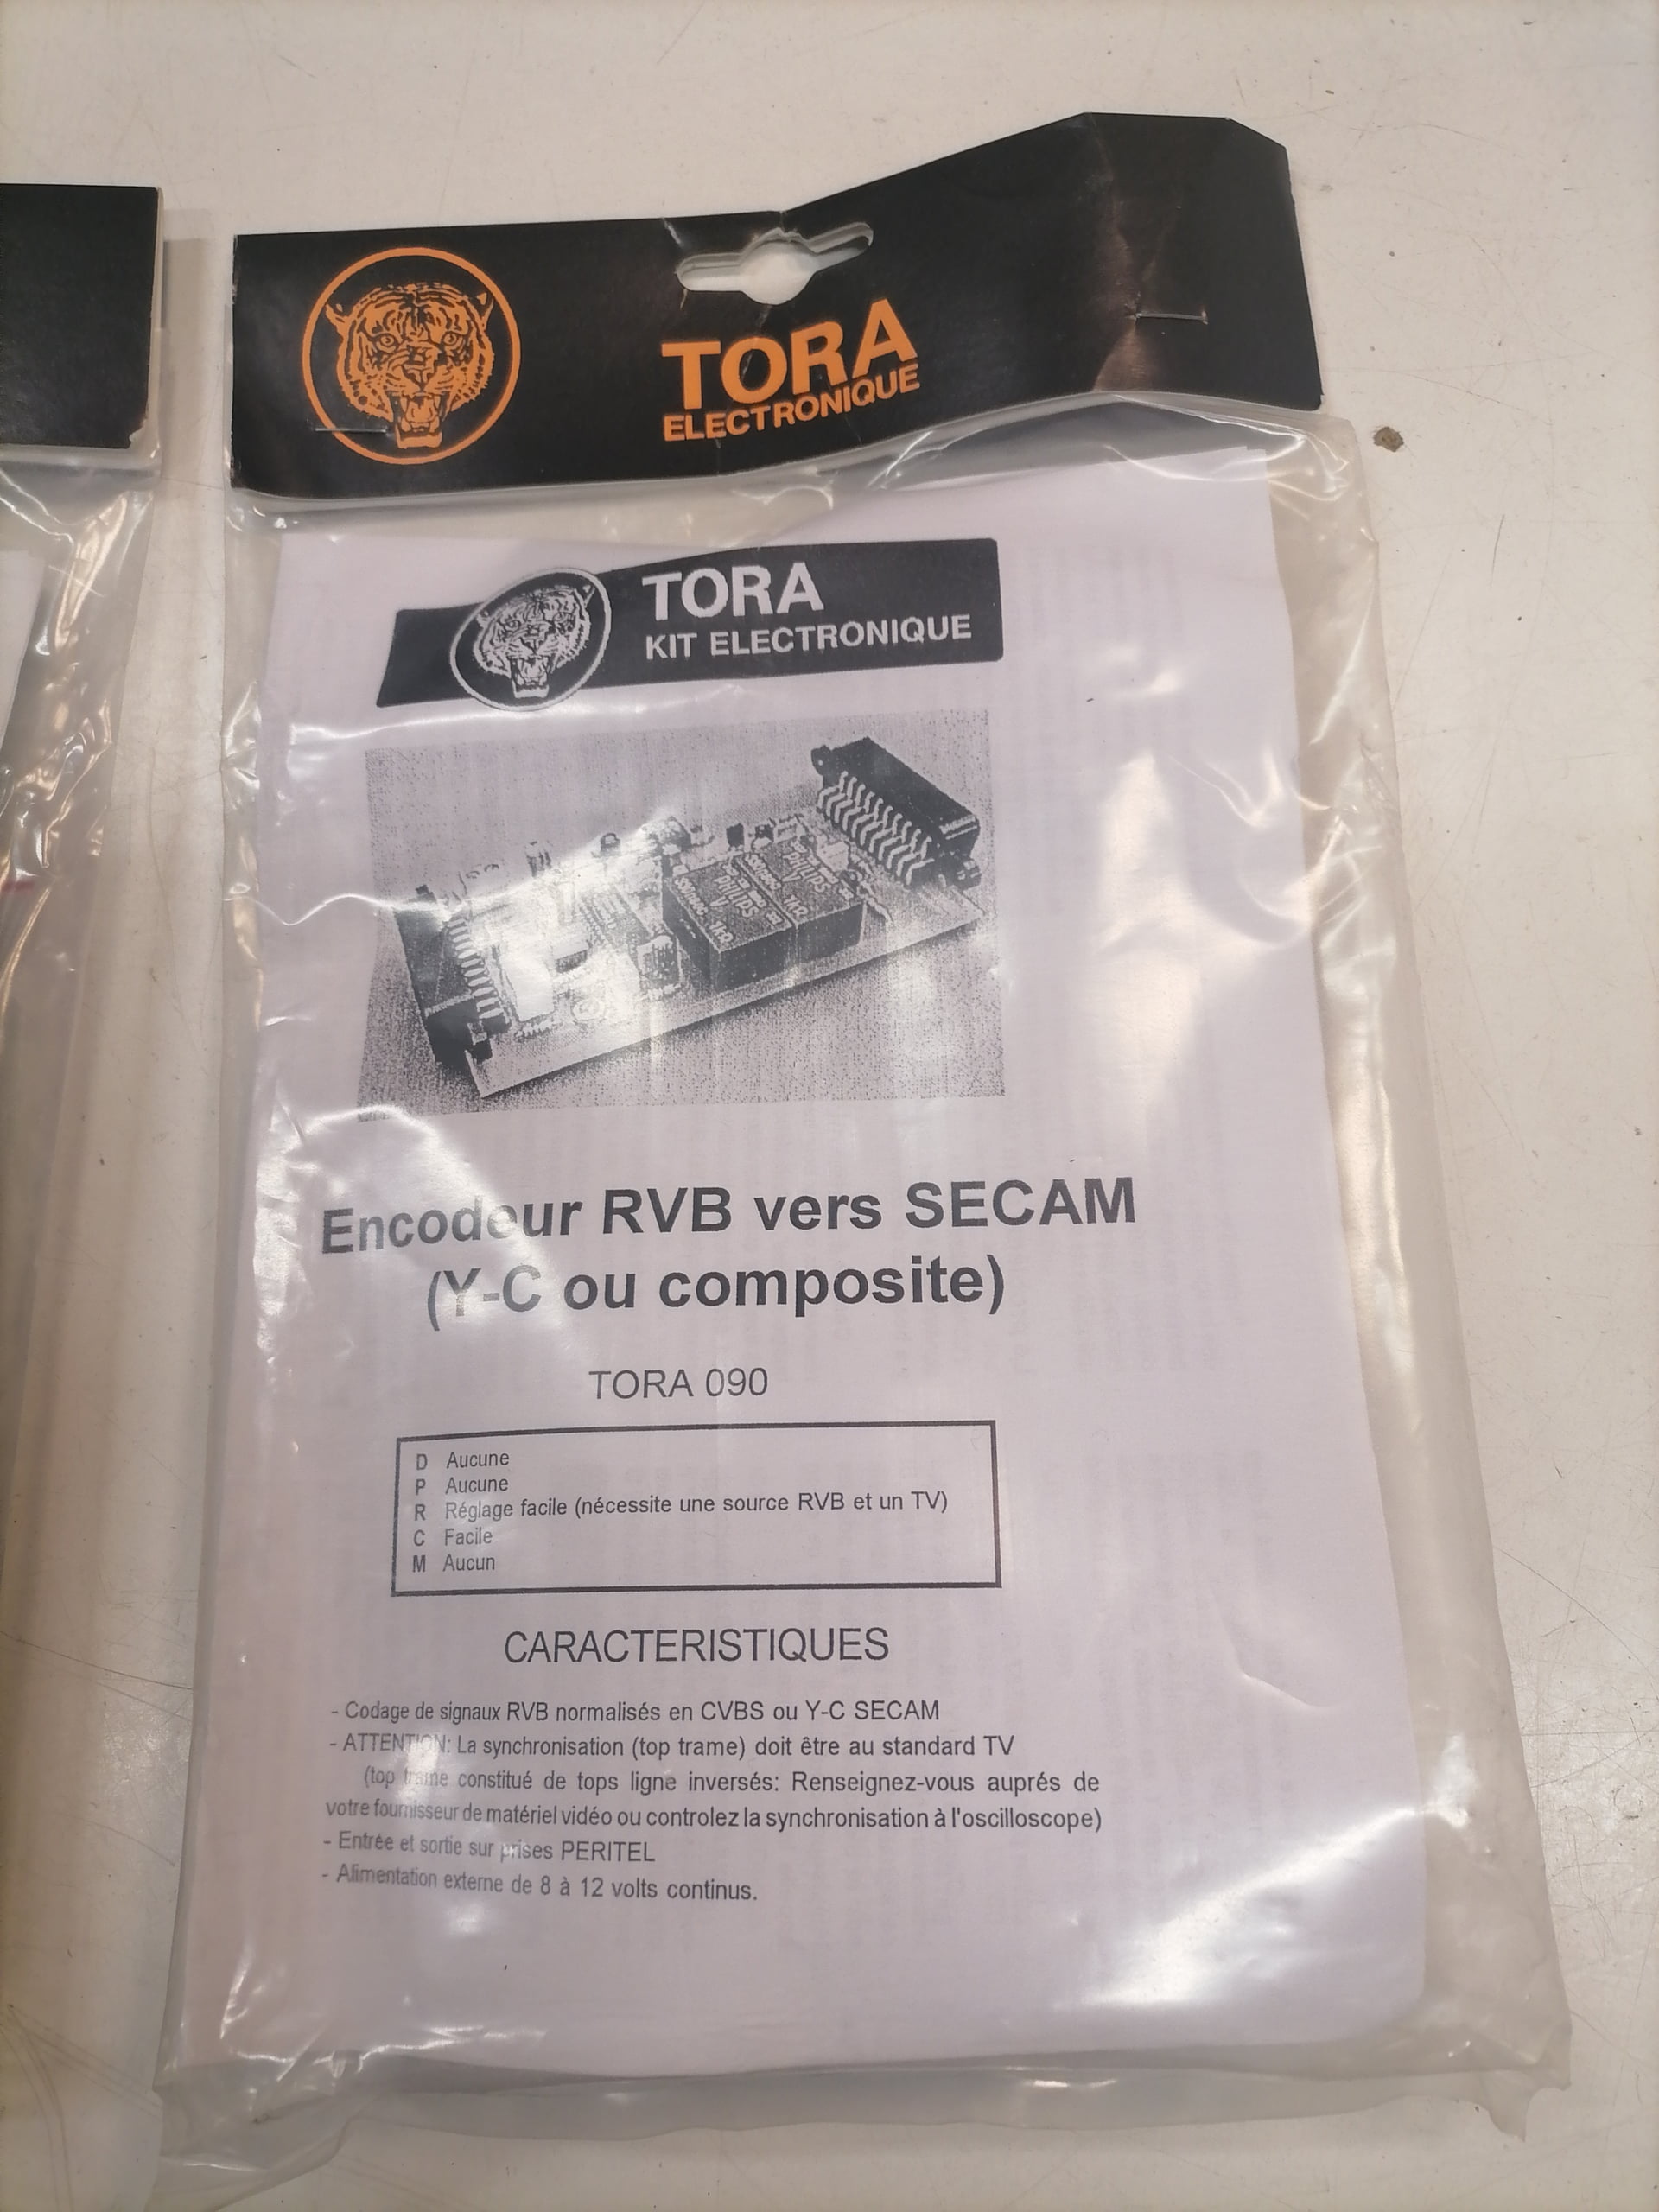 TORA
ELECTRONIQUE
TORA
KIT ELECTRONIQUE
PHILIPS
PHILIPS
Encodeur RVB vers SECAM
(Y-C ou composite)
TORA 090
D Aucune
P Aucune
R Réglage facile (nécessite une source RVB et un TV)
C Facile
M Aucun
CARACTERISTIQUES
- Codage de signaux RVB normalisés en CVBS ou Y-C SECAM
- ATTENTION: La synchronisation (top trame) doit être au standard TV
(top trame constitué de tops ligne inversés: Renseignez-vous auprés de
votre fournisseur de matériel vidéo ou controlez la synchronisation à l'oscilloscope)
- Entrée et sortie sur prises PERITEL
- Alimentation externe de 8 à 12 volts continus.